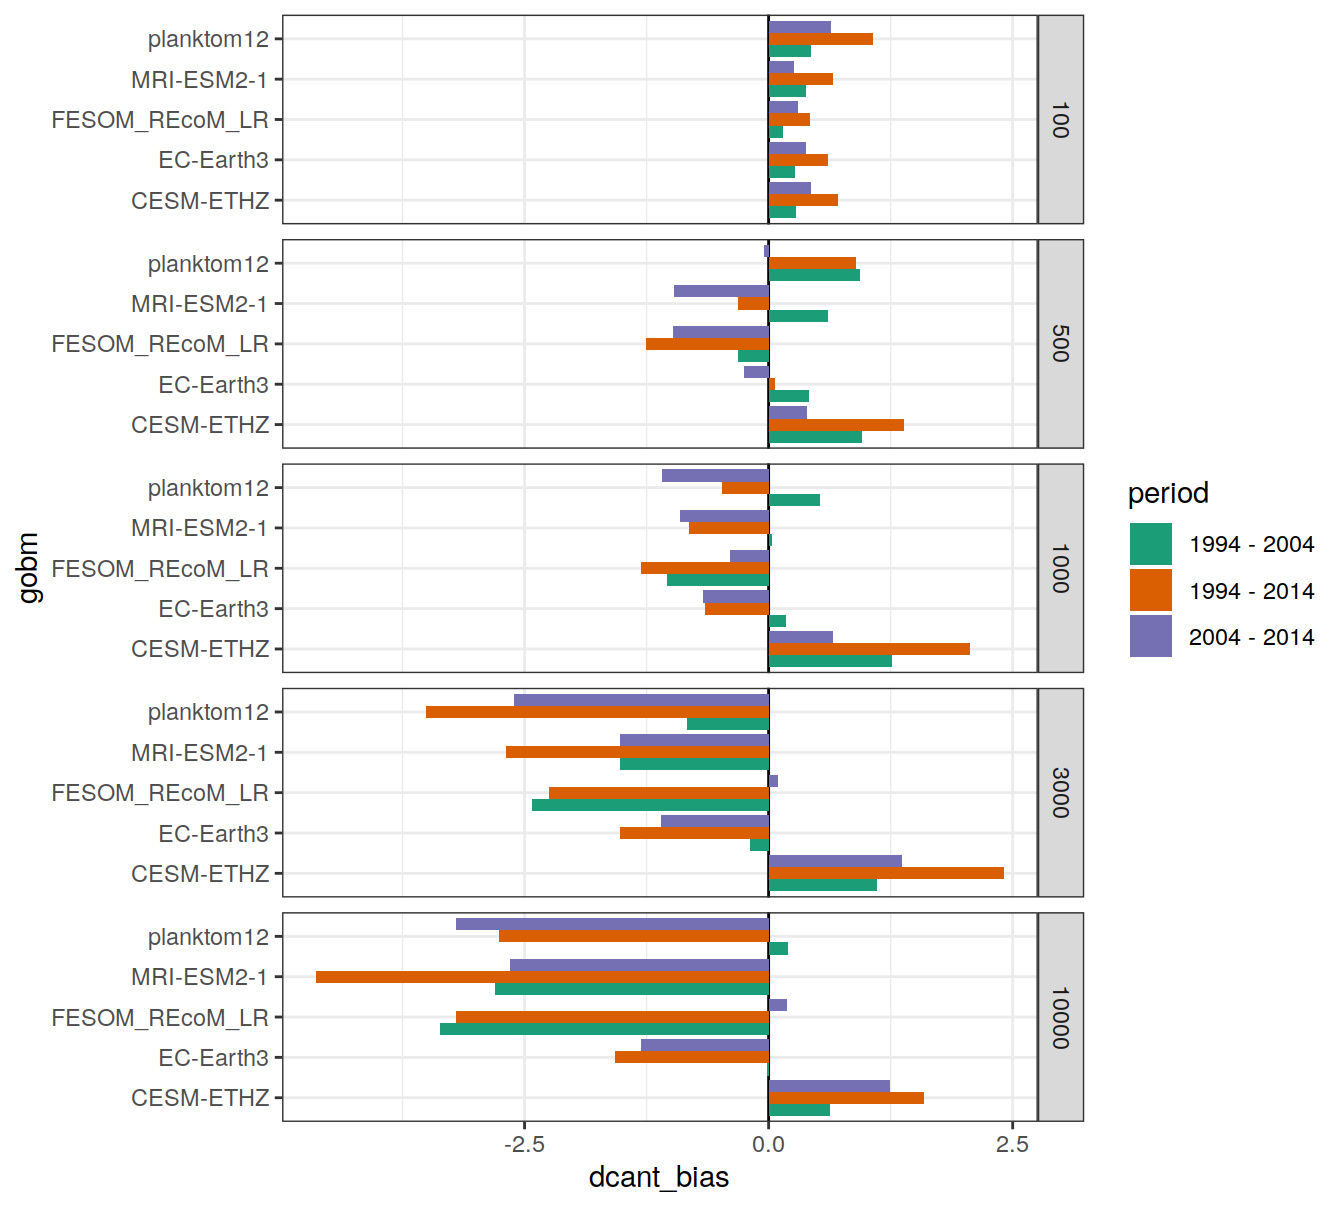 planktom12
MRI-ESM2-1
FESOM_REcoM_LR
EC-Earth3
CESM-ETHZ
100
planktom12
MRI-ESM2-1
FESOM_REcoM_LR
EC-Earth3
CESM-ETHZ
500
planktom12
MRI-ESM2-1
FESOM_REcoM_LR
EC-Earth3
CESM-ETHZ
1000
planktom12
MRI-ESM2-1
FESOM_REcoM_LR
EC-Earth3
CESM-ETHZ
3000
planktom12
MRI-ESM2-1
FESOM_REcoM_LR
EC-Earth3
CESM-ETHZ
10000
-2.5 0.0 2.5
dcant_bias
gobm
period
1994 - 2004
1994 - 2014
2004 - 2014